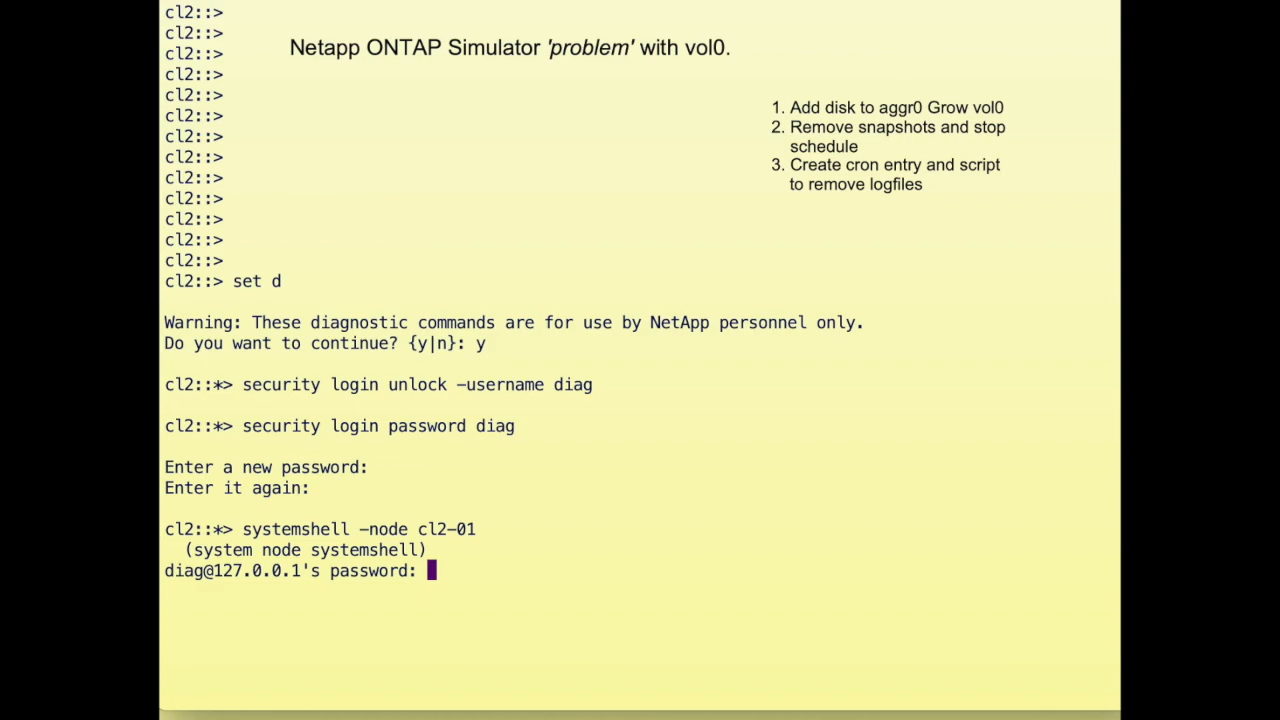 cl2::>
cl2::>
Netapp ONTAP Simulator 'problem' with vol0.
cl2::>
cl2::>
cl2::>
1. Add disk to aggr0 Grow vol0
2. Remove snapshots and stop
schedule
3. Create cron entry and script
to remove logfiles
cl2::>
cl2::>
cl2::>
cl2::>
cl2::>
cl2::>
cl2::>
cl2::>
cl2::> set d
Warning: These diagnostic commands are for use by NetApp personnel only.
Do you want to continue? {y|n}: y
cl2::*> security login unlock -username diag
cl2::*> security login password diag
Enter a new password:
Enter it again:
cl2::*> systemshell -node cl2-01
(system node systemshell)
diag@127.0.0.1's password: